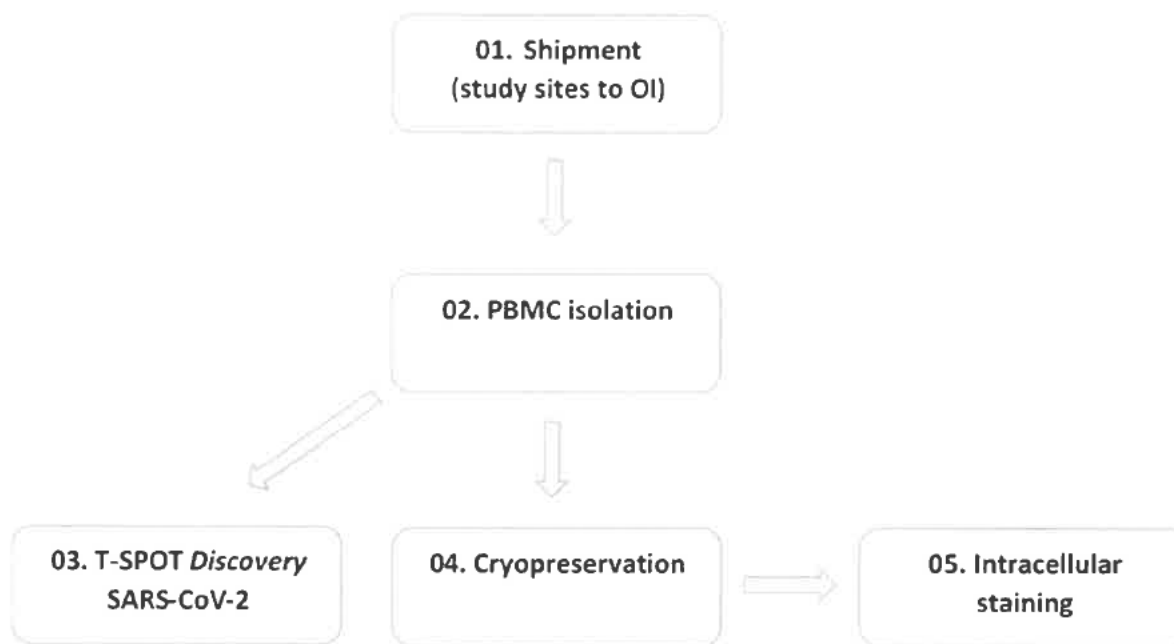 01. Shipment
(study sites to OI)
02. PBMC isolation
03. T-SPOT Discovery
SARS-CoV-2
04. Cryopreservation
05. Intracellular
staining